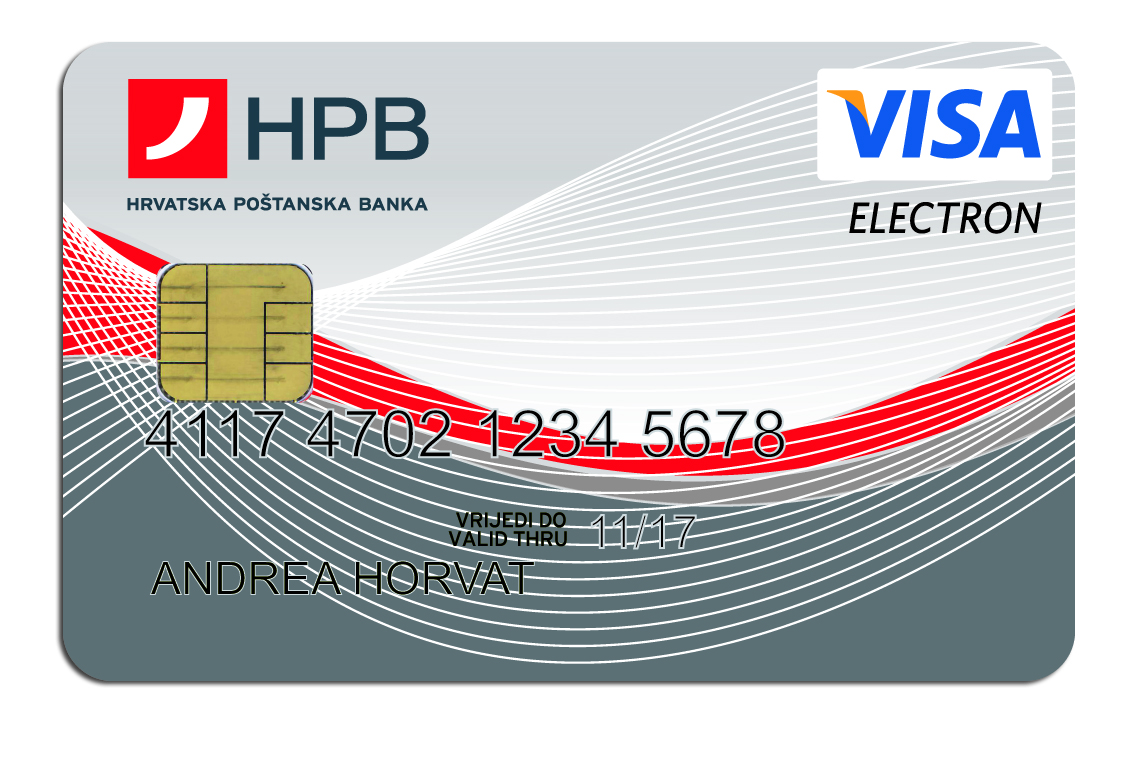 HPB
HRVATSKA POŠTANSKA BANKA
VISA
ELECTRON
4117 4702 1234 5678
VRIJEDI DO
VALID THRU 11/17
ANDREA HORVAT